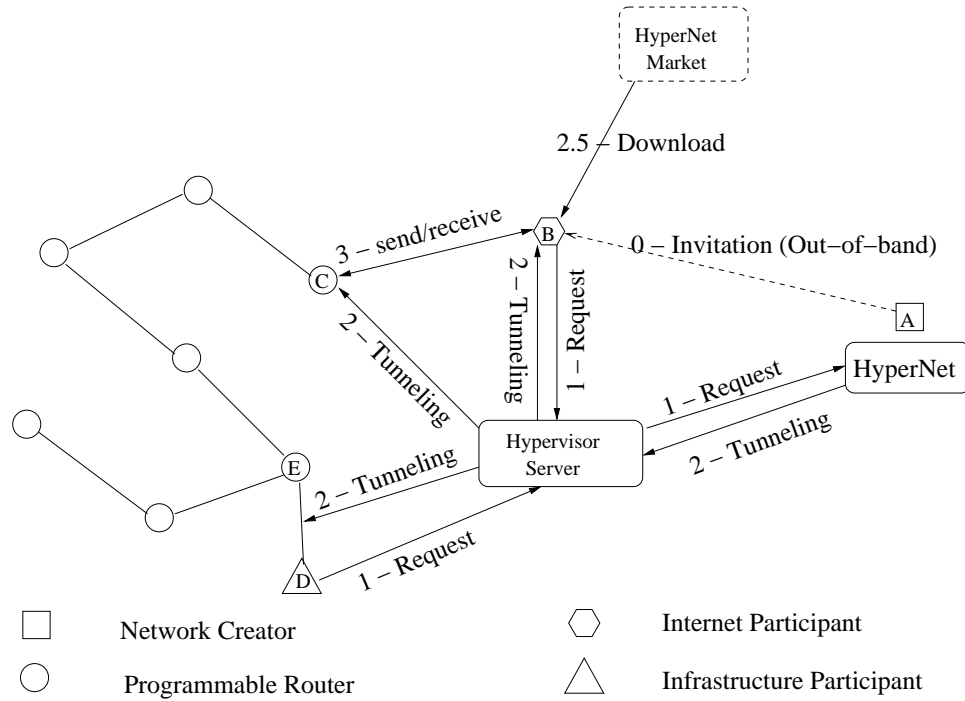 HyperNet
Market
2.5 – Download
3 – send/receive
B
0 – Invitation (Out–of–band)
C
A
2 – Tunneling
2 – Tunneling
1 – Request
1 – Request
HyperNet
2 – Tunneling
Hypervisor
Server
E
2 – Tunneling
D
1 – Request
Network Creator
Internet Participant
Programmable Router
Infrastructure Participant